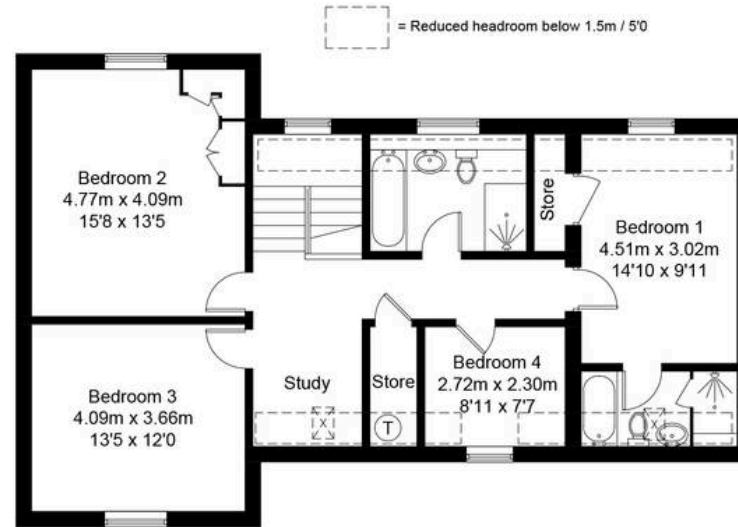 = Reduced headroom below 1.5m / 5'0
Bedroom 2
4.77m x 4.09m
15'8 x 13'5
Store
Bedroom 1
4.51m x 3.02m
14'10 x 9'11
Bedroom 3
4.09m x 3.66m
13'5 x 12'0
Study
Store
T
Bedroom 4
2.72m x 2.30m
8'11 x 7'7